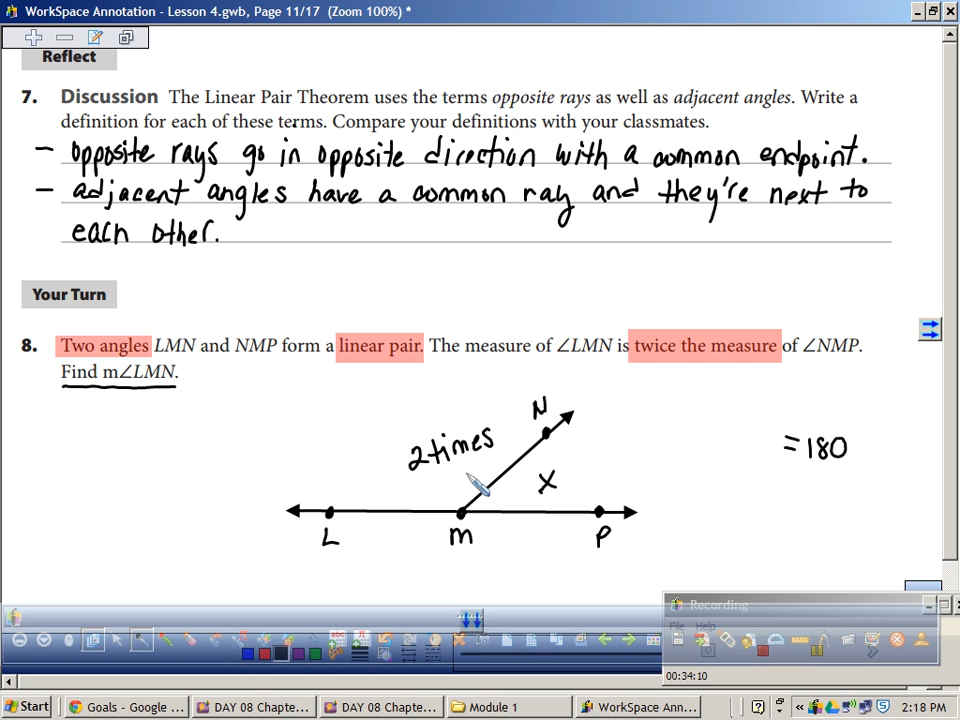 WorkSpace Annotation - Lesson 4.gwb, Page 11/17 (Zoom 100%) *
Reflect
7. Discussion The Linear Pair Theorem uses the terms opposite rays as well as adjacent angles. Write a
definition for each of these terms. Compare your definitions with your classmates.
- opposite rays go in opposite direction with a common endpoint.
- adjacent angles have a common ray and they're next to
each other.
Your Turn
8. Two angles LMN and NMP form a linear pair. The measure of ∠LMN is twice the measure of ∠NMP.
Find m∠LMN.
N
2 times
= 180
X
L M P
Recording
File Help
abc
00:34:10
Start
Goals - Google ...
DAY 08 Chapte...
DAY 08 Chapte...
Module 1
WorkSpace Annotati...
2:18 PM